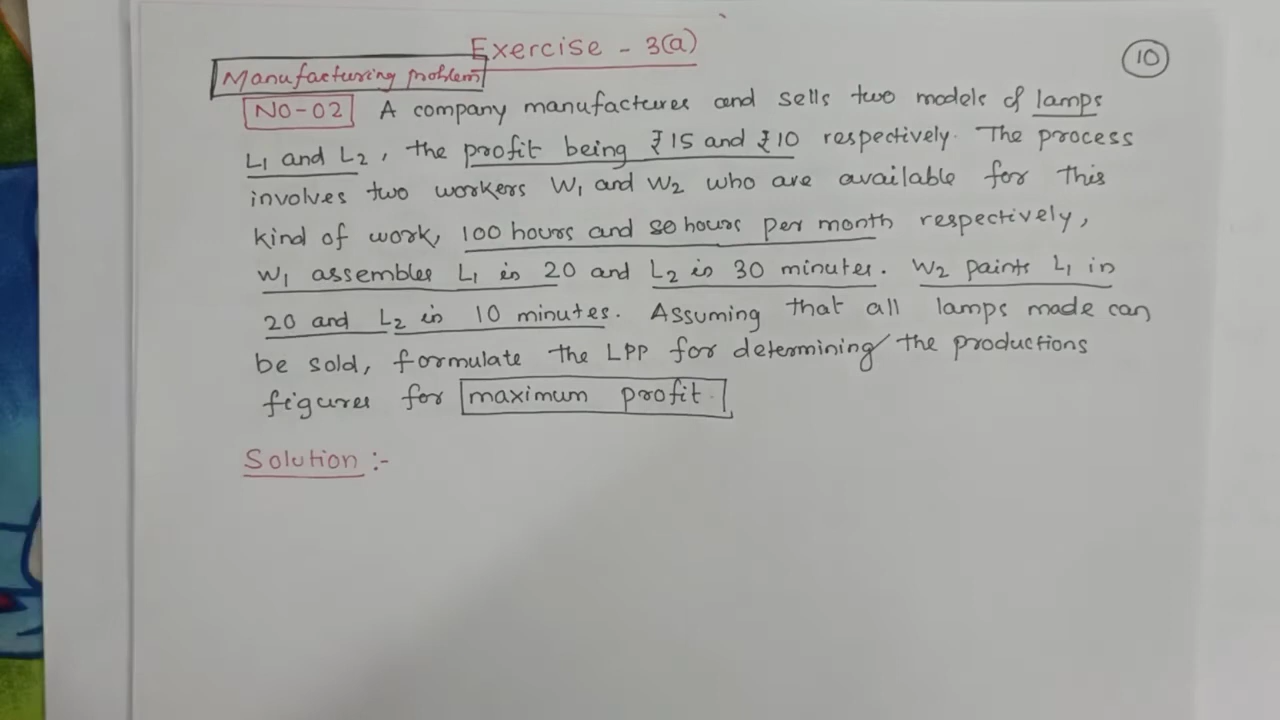 Exercise - 3(a)
10
Manufacturing problem
NO-02 A company manufactures and sells two models of lamps
L₁ and L₂, the profit being ₹15 and ₹10 respectively. The process
involves two workers W₁ and W₂ who are available for this
kind of work, 100 hours and 80 hours per month respectively,
W₁ assembles L₁ in 20 and L₂ in 30 minutes. W₂ paints L₁ in
20 and L₂ in 10 minutes. Assuming that all lamps made can
be sold, formulate the LPP for determining the productions
figures for maximum profit.
Solution :-